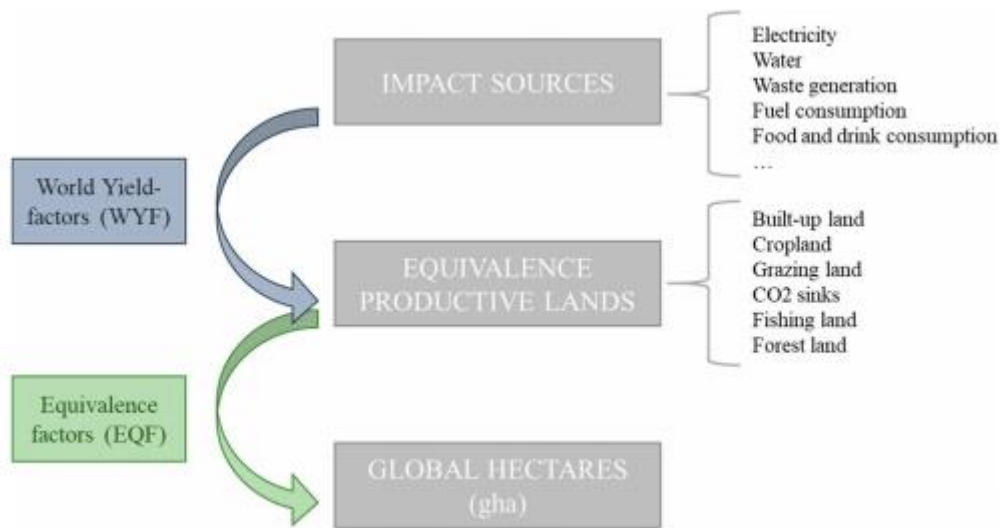 IMPACT SOURCES
Electricity
Water
Waste generation
Fuel consumption
Food and drink consumption
…
World Yield-
factors (WYF)
EQUIVALENCE
PRODUCTIVE LANDS
Built-up land
Cropland
Grazing land
CO2 sinks
Fishing land
Forest land
Equivalence
factors (EQF)
GLOBAL HECTARES
(gha)